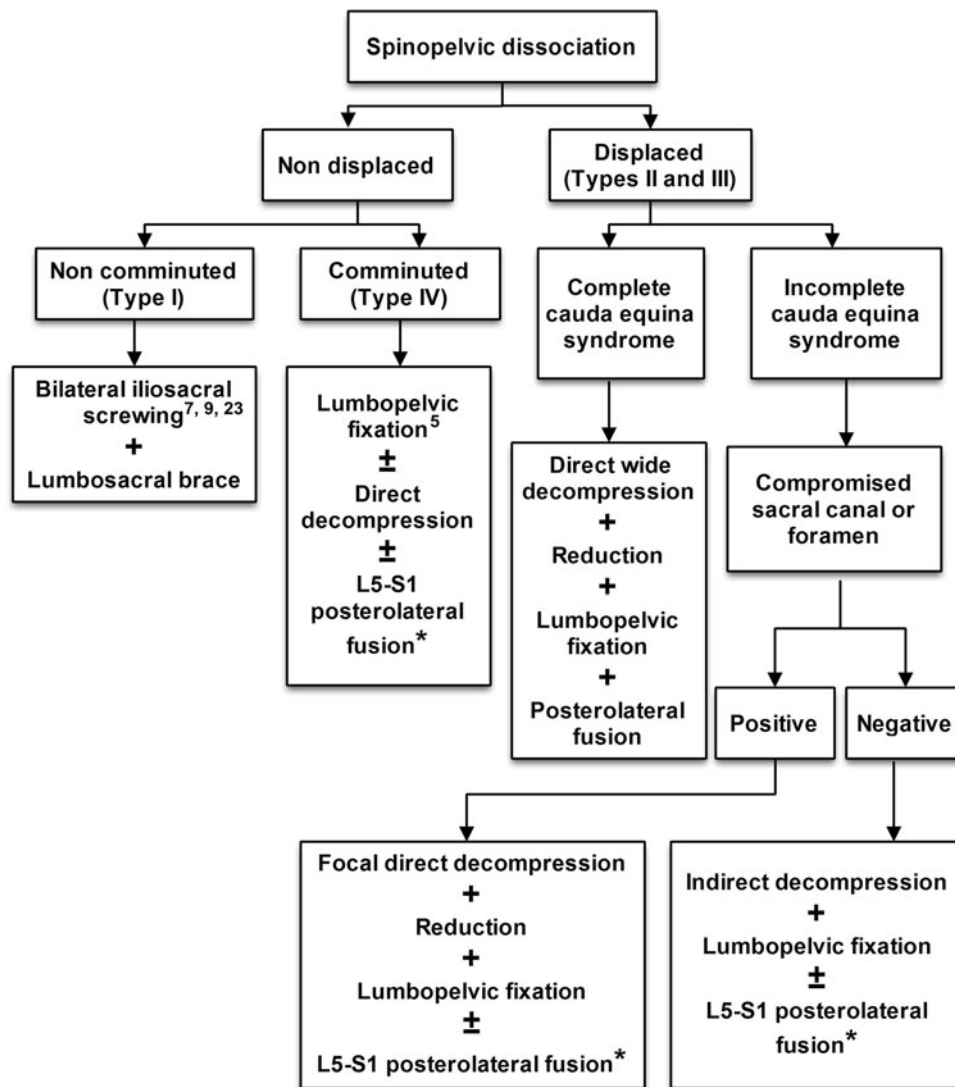 Spinopelvic dissociation
Non displaced
Displaced
(Types II and III)
Non comminuted
(Type I)
Comminuted
(Type IV)
Complete
cauda equina
syndrome
Incomplete
cauda equina
syndrome
Bilateral iliosacral
screwing7, 9, 23
+
Lumbosacral brace
Lumbopelvic
fixation5
±
Direct
decompression
±
L5-S1
posterolateral
fusion*
Direct wide
decompression
+
Reduction
+
Lumbopelvic
fixation
+
Posterolateral
fusion
Compromised
sacral canal or
foramen
Positive
Negative
Focal direct decompression
+
Reduction
+
Lumbopelvic fixation
±
L5-S1 posterolateral fusion*
Indirect decompression
+
Lumbopelvic fixation
±
L5-S1 posterolateral
fusion*